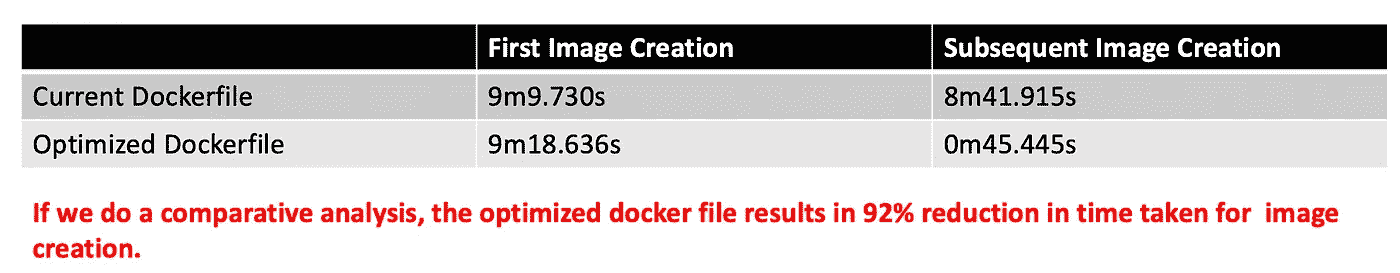 First Image Creation Subsequent Image Creation
Current Dockerfile 9m9.730s 8m41.915s
Optimized Dockerfile 9m18.636s 0m45.445s
If we do a comparative analysis, the optimized docker file results in 92% reduction in time taken for image
creation.